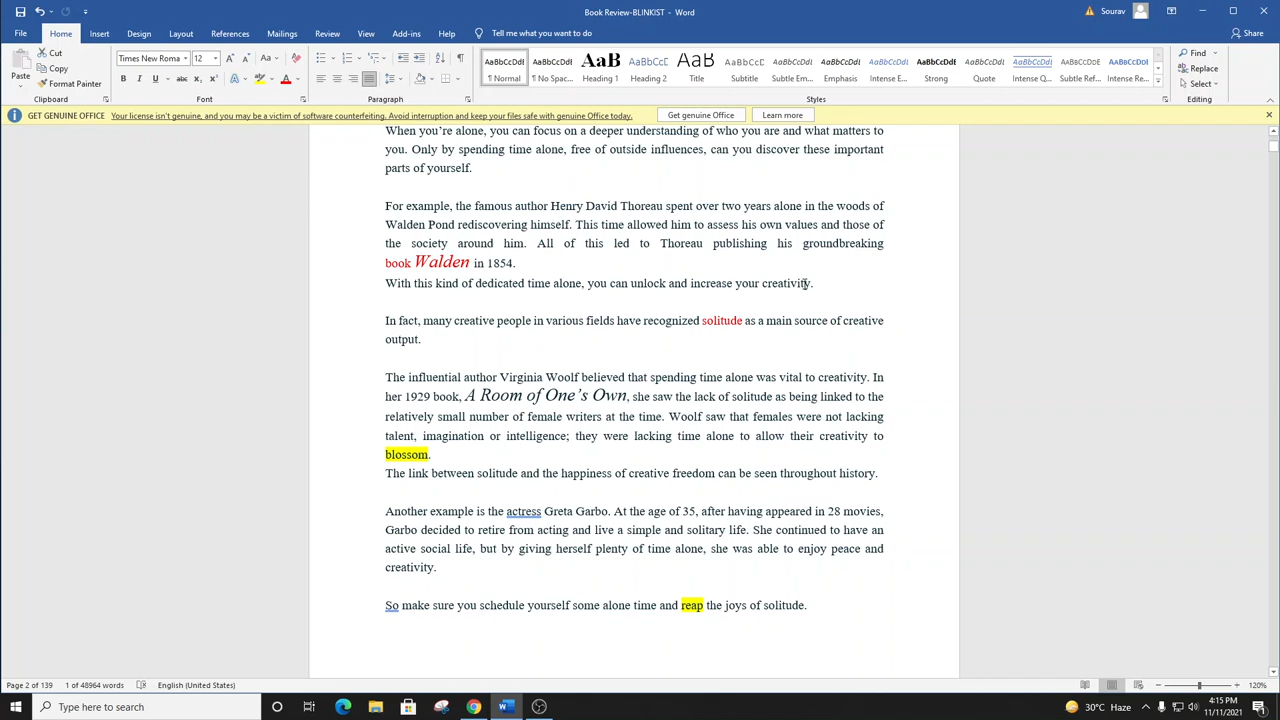 Book Review-BLINKIST - Word
Sourav
File Home Insert Design Layout References Mailings Review View Add-ins Help Tell me what you want to do
Share
Paste
Cut
Copy
Format Painter
Clipboard
Times New Roma 12
Font
Paragraph
AaBbCcDdE ¶ Normal
¶ No Spac...
Heading 1
Heading 2
Title
Subtitle
Subtle Em...
Emphasis
Intense E...
Strong
Quote
Intense Q...
Subtle Ref...
Intense Re...
Styles
Find
Replace
Select
Editing
GET GENUINE OFFICE Your license isn't genuine, and you may be a victim of software counterfeiting. Avoid interruption and keep your files safe with genuine Office today. Get genuine Office Learn more
When you’re alone, you can focus on a deeper understanding of who you are and what matters to
you. Only by spending time alone, free of outside influences, can you discover these important
parts of yourself.
For example, the famous author Henry David Thoreau spent over two years alone in the woods of
Walden Pond rediscovering himself. This time allowed him to assess his own values and those of
the society around him. All of this led to Thoreau publishing his groundbreaking
book Walden in 1854.
With this kind of dedicated time alone, you can unlock and increase your creativity.
In fact, many creative people in various fields have recognized solitude as a main source of creative
output.
The influential author Virginia Woolf believed that spending time alone was vital to creativity. In
her 1929 book, A Room of One’s Own, she saw the lack of solitude as being linked to the
relatively small number of female writers at the time. Woolf saw that females were not lacking
talent, imagination or intelligence; they were lacking time alone to allow their creativity to
blossom.
The link between solitude and the happiness of creative freedom can be seen throughout history.
Another example is the actress Greta Garbo. At the age of 35, after having appeared in 28 movies,
Garbo decided to retire from acting and live a simple and solitary life. She continued to have an
active social life, but by giving herself plenty of time alone, she was able to enjoy peace and
creativity.
So make sure you schedule yourself some alone time and reap the joys of solitude.
Page 2 of 139 1 of 48964 words English (United States) 120%
Type here to search
30°C Haze
4:15 PM
11/11/2021